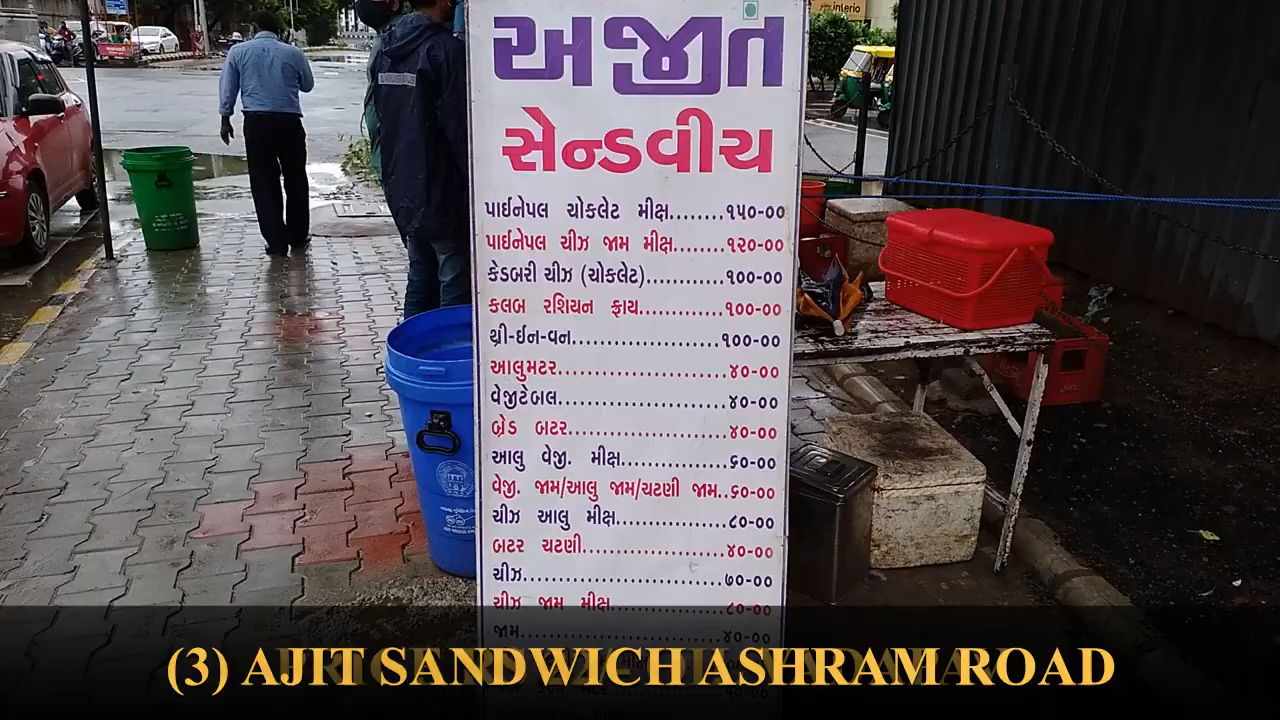 અજીત
સેન્ડવીચ
પાઈનેપલ ચોકલેટ મીક્ષ........૧૫૦-૦૦
પાઈનેપલ ચીઝ જામ મીક્ષ........૧૨૦-૦૦
કેડબરી ચીઝ (ચોકલેટ)............૧૦૦-૦૦
કલબ રશિયન ફ્રાય.............૧૦૦-૦૦
થ્રી-ઈન-વન......................૧૦૦-૦૦
આલુમટર.........................૪૦-૦૦
વેજીટેબલ.........................૪૦-૦૦
બ્રેડ બટર.......................૪૦-૦૦
આલુ વેજી. મીક્ષ................૬૦-૦૦
વેજી. જામ/આલુ જામ/ચટણી જામ..૬૦-૦૦
ચીઝ આલુ મીક્ષ................૮૦-૦૦
બટર ચટણી.....................૪૦-૦૦
ચીઝ.............................૭૦-૦૦
ચીઝ જામ મીક્ષ.................૮૦-૦૦
જામ.............................૪૦-૦૦
(3) AJIT SANDWICH ASHRAM ROAD